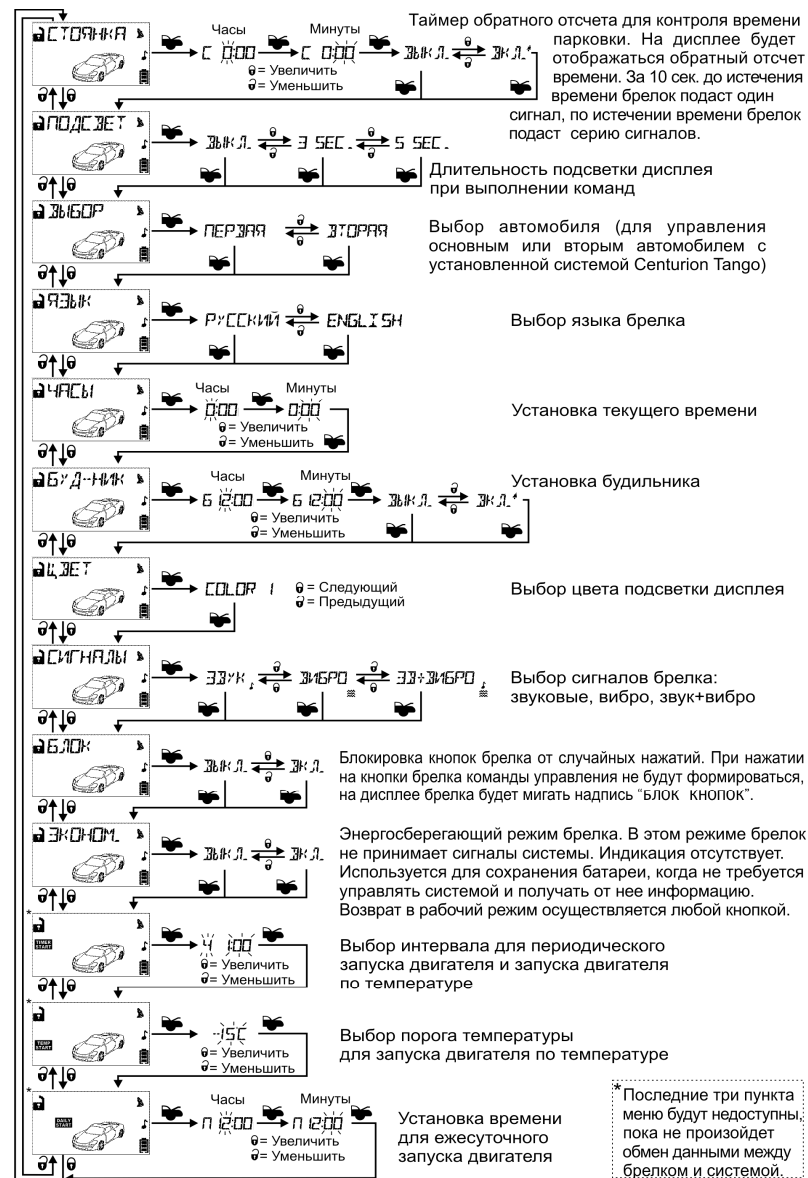 СТОЯНКА
Часы Минуты
С 0:00 С 0:00 ВЫКЛ. ВКЛ.
= Увеличить
= Уменьшить
Таймер обратного отсчета для контроля времени
парковки. На дисплее будет
отображаться обратный отсчет
времени. За 10 сек. до истечения
времени брелок подаст один
сигнал, по истечении времени брелок
подаст серию сигналов.
ПОДСВЕТ
ВЫКЛ. 3 SEC. 5 SEC.
Длительность подсветки дисплея
при выполнении команд
ВЫБОР
ПЕРВАЯ ВТОРАЯ
Выбор автомобиля (для управления
основным или вторым автомобилем с
установленной системой Centurion Tango)
ЯЗЫК
РУССКИЙ ENGLISH
Выбор языка брелка
ЧАСЫ
Часы Минуты
0:00 0:00
= Увеличить
= Уменьшить
Установка текущего времени
БУД-НИК
Часы Минуты
Б 12:00 Б 12:00 ВЫКЛ. ВКЛ.
= Увеличить
= Уменьшить
Установка будильника
ЦВЕТ
COLOR 1
= Следующий
= Предыдущий
Выбор цвета подсветки дисплея
СИГНАЛЫ
ЗВУК ВИБРО ЗВ+ВИБРО
Выбор сигналов брелка:
звуковые, вибро, звук+вибро
БЛОК
ВЫКЛ. ВКЛ.
Блокировка кнопок брелка от случайных нажатий. При нажатии
на кнопки брелка команды управления не будут формироваться,
на дисплее брелка будет мигать надпись “БЛОК КНОПОК”.
ЭКОНОМ.
ВЫКЛ. ВКЛ.
Энергосберегающий режим брелка. В этом режиме брелок
не принимает сигналы системы. Индикация отсутствует.
Используется для сохранения батареи, когда не требуется
управлять системой и получать от нее информацию.
Возврат в рабочий режим осуществляется любой кнопкой.
*
TIMER START
Ч 1:00
= Увеличить
= Уменьшить
Выбор интервала для периодического
запуска двигателя и запуска двигателя
по температуре
*
TEMP START
-15C
= Увеличить
= Уменьшить
Выбор порога температуры
для запуска двигателя по температуре
*
DAILY START
Часы Минуты
П 12:00 П 12:00
= Увеличить
= Уменьшить
Установка времени
для ежесуточного
запуска двигателя
*Последние три пункта
меню будут недоступны,
пока не произойдет
обмен данными между
брелком и системой.